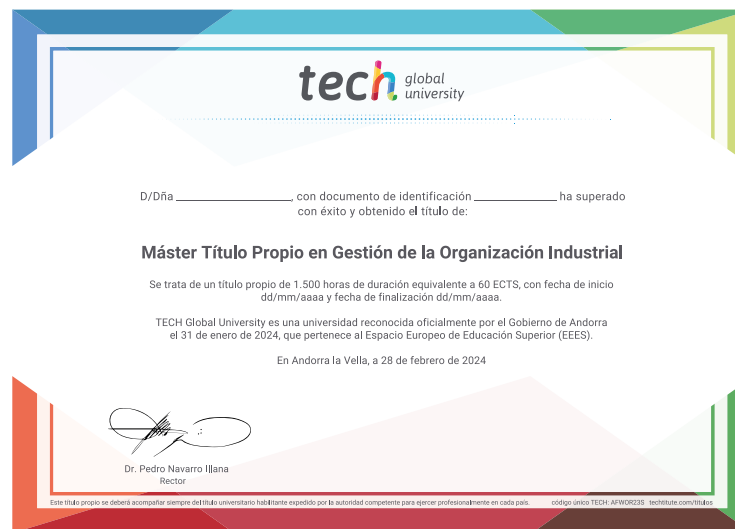 tech global
university
D/Dña ____________, con documento de identificación ____________ ha superado
con éxito y obtenido el título de:
Máster Título Propio en Gestión de la Organización Industrial
Se trata de un título propio de 1.500 horas de duración equivalente a 60 ECTS, con fecha de inicio
dd/mm/aaaa y fecha de finalización dd/mm/aaaa.
TECH Global University es una universidad reconocida oficialmente por el Gobierno de Andorra
el 31 de enero de 2024, que pertenece al Espacio Europeo de Educación Superior (EEES).
En Andorra la Vella, a 28 de febrero de 2024
Dr. Pedro Navarro Illana
Rector
Este título propio se deberá acompañar siempre del título universitario habilitante expedido por la autoridad competente para ejercer profesionalmente en cada país. código único TECH: AFWOR23S techtitute.com/titulos